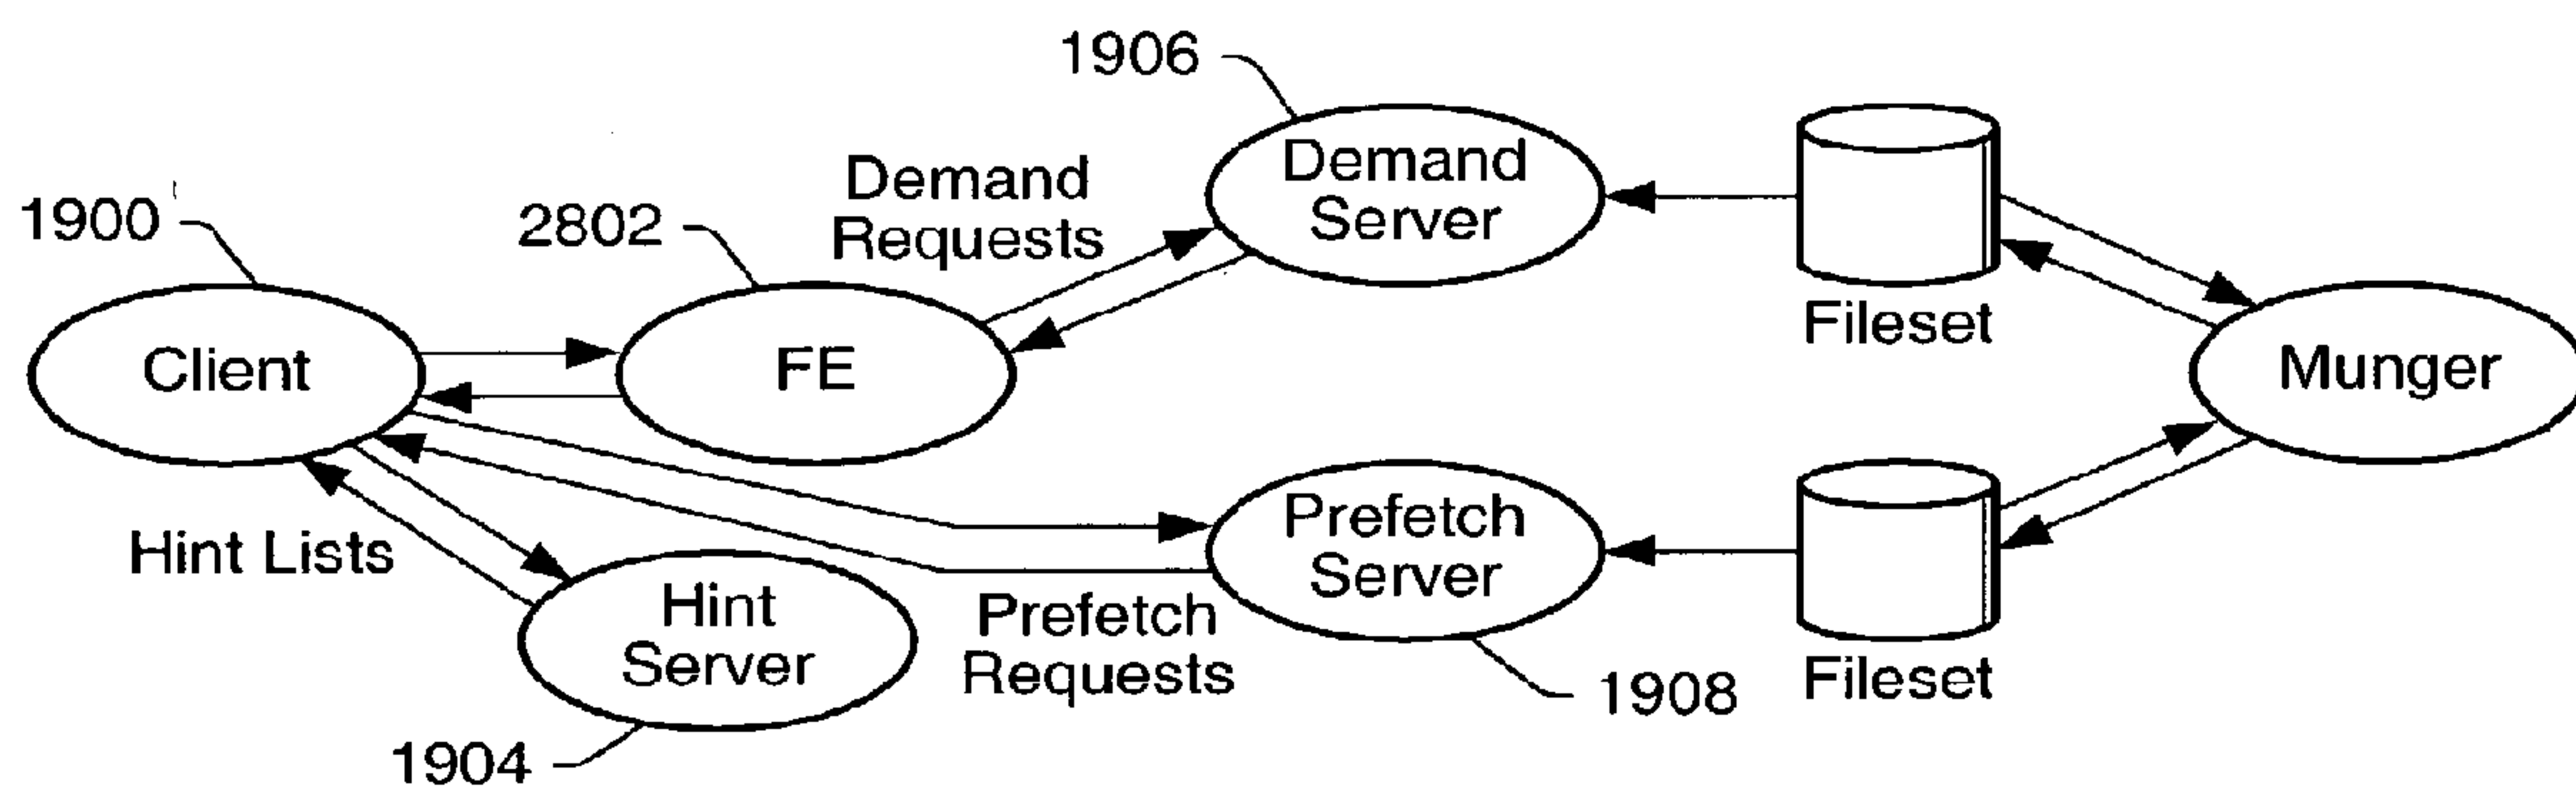 1906
Demand
Server
Demand
Requests
1900
2802
Client
FE
Fileset
Munger
Hint Lists
Hint
Server
Prefetch
Server
Prefetch
Requests
1908
Fileset
1904